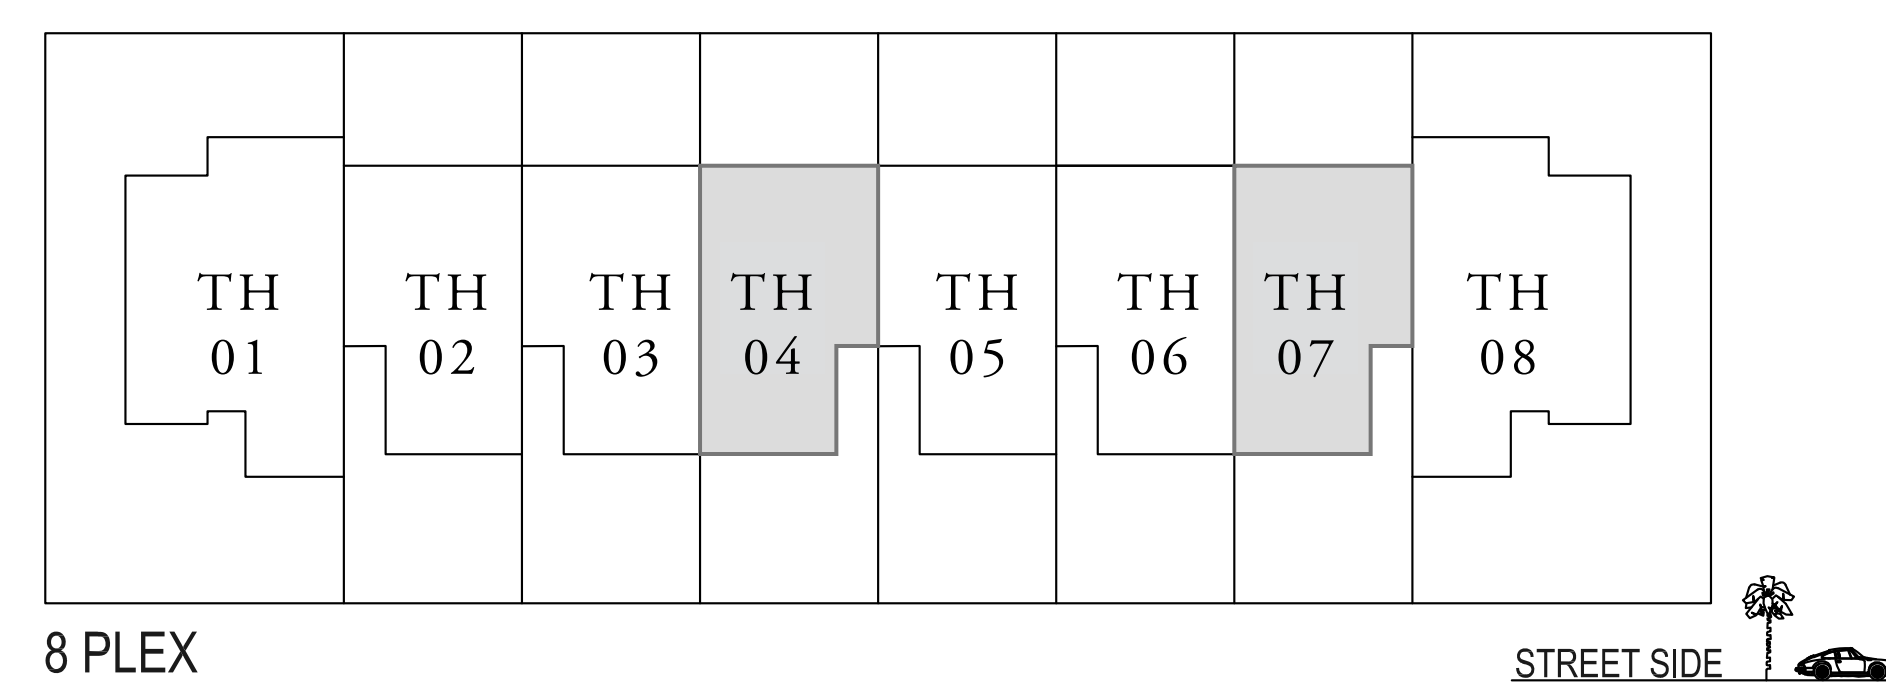 TH TH TH TH TH TH TH TH
01 02 03 04 05 06 07 08
8 PLEX
STREET SIDE